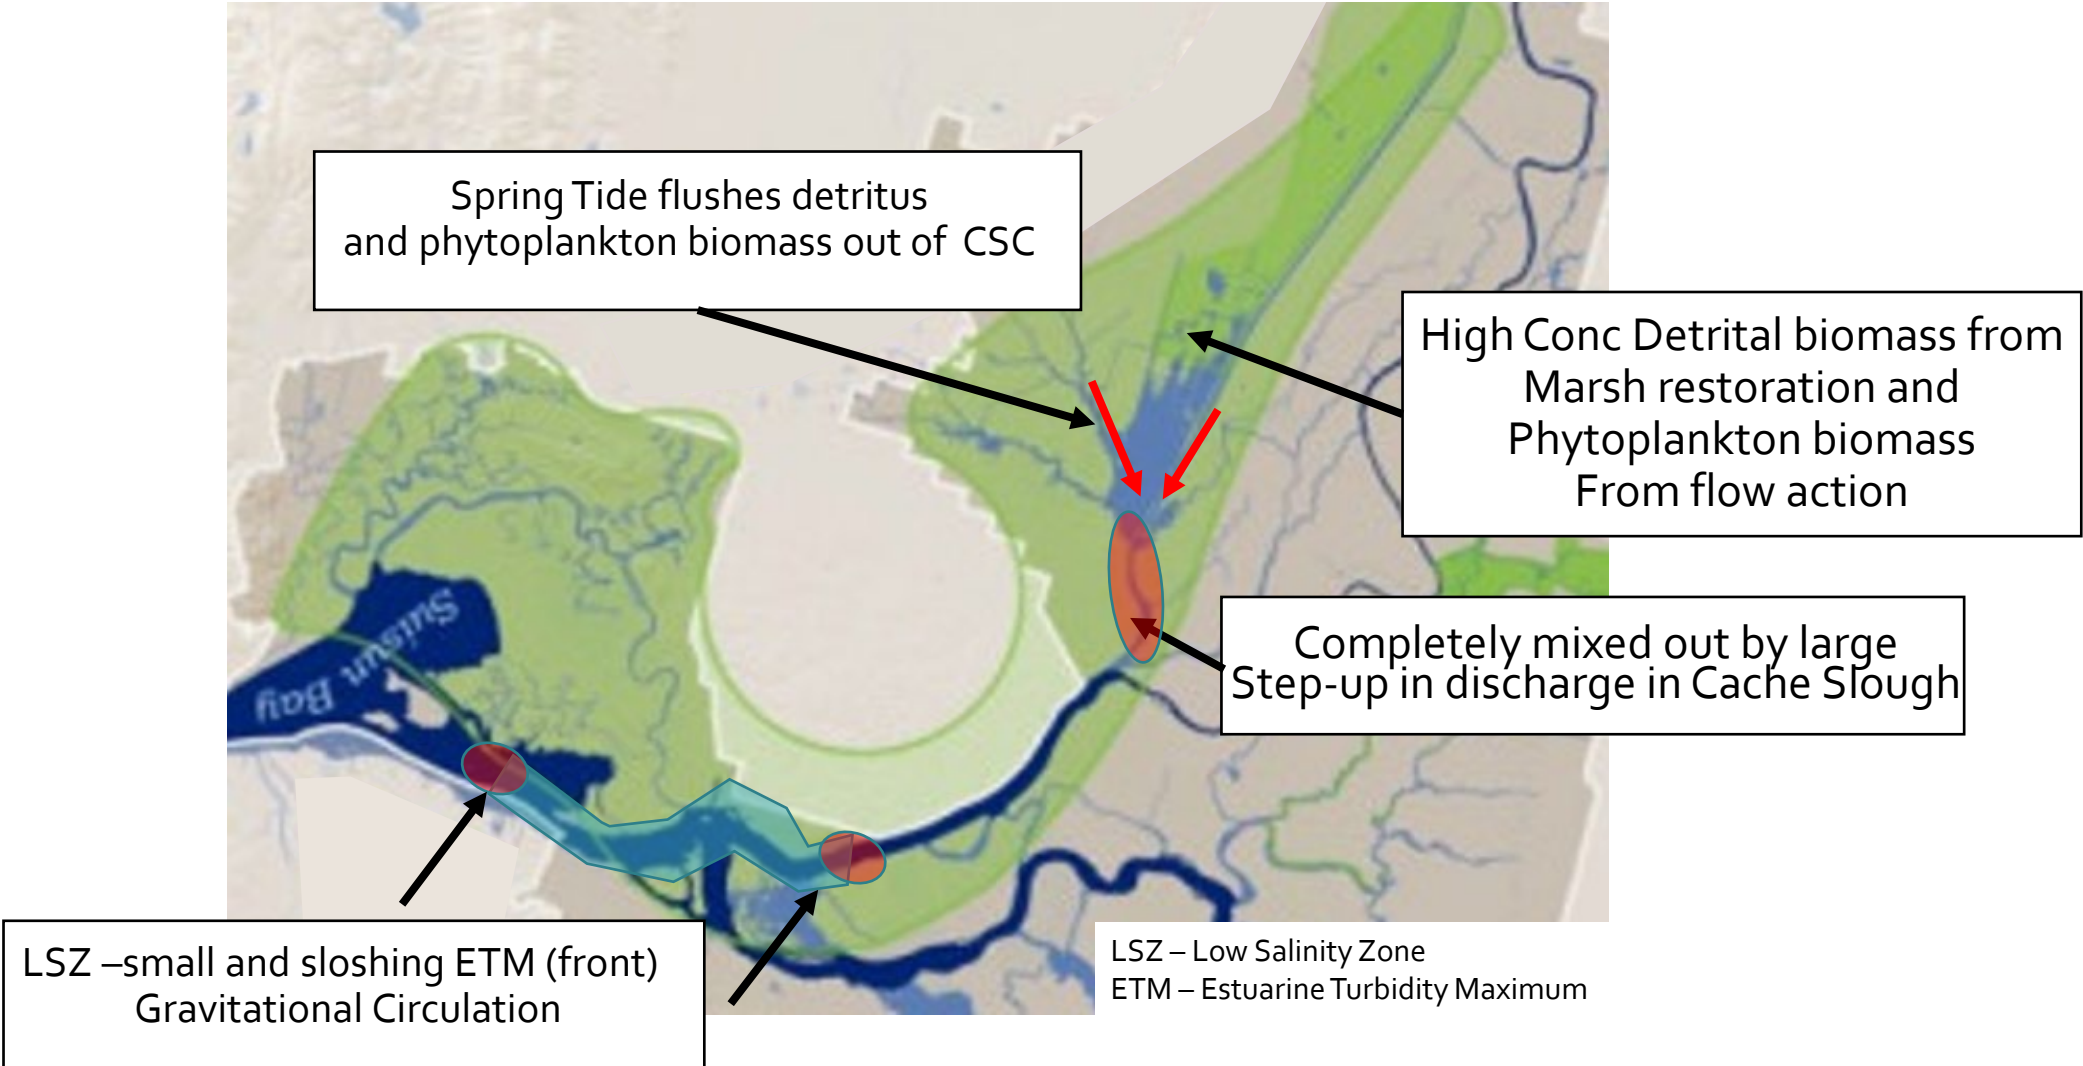 Spring Tide flushes detritus
and phytoplankton biomass out of CSC
High Conc Detrital biomass from
Marsh restoration and
Phytoplankton biomass
From flow action
Completely mixed out by large
Step-up in discharge in Cache Slough
Suisun Bay
LSZ –small and sloshing ETM (front)
Gravitational Circulation
LSZ – Low Salinity Zone
ETM – Estuarine Turbidity Maximum